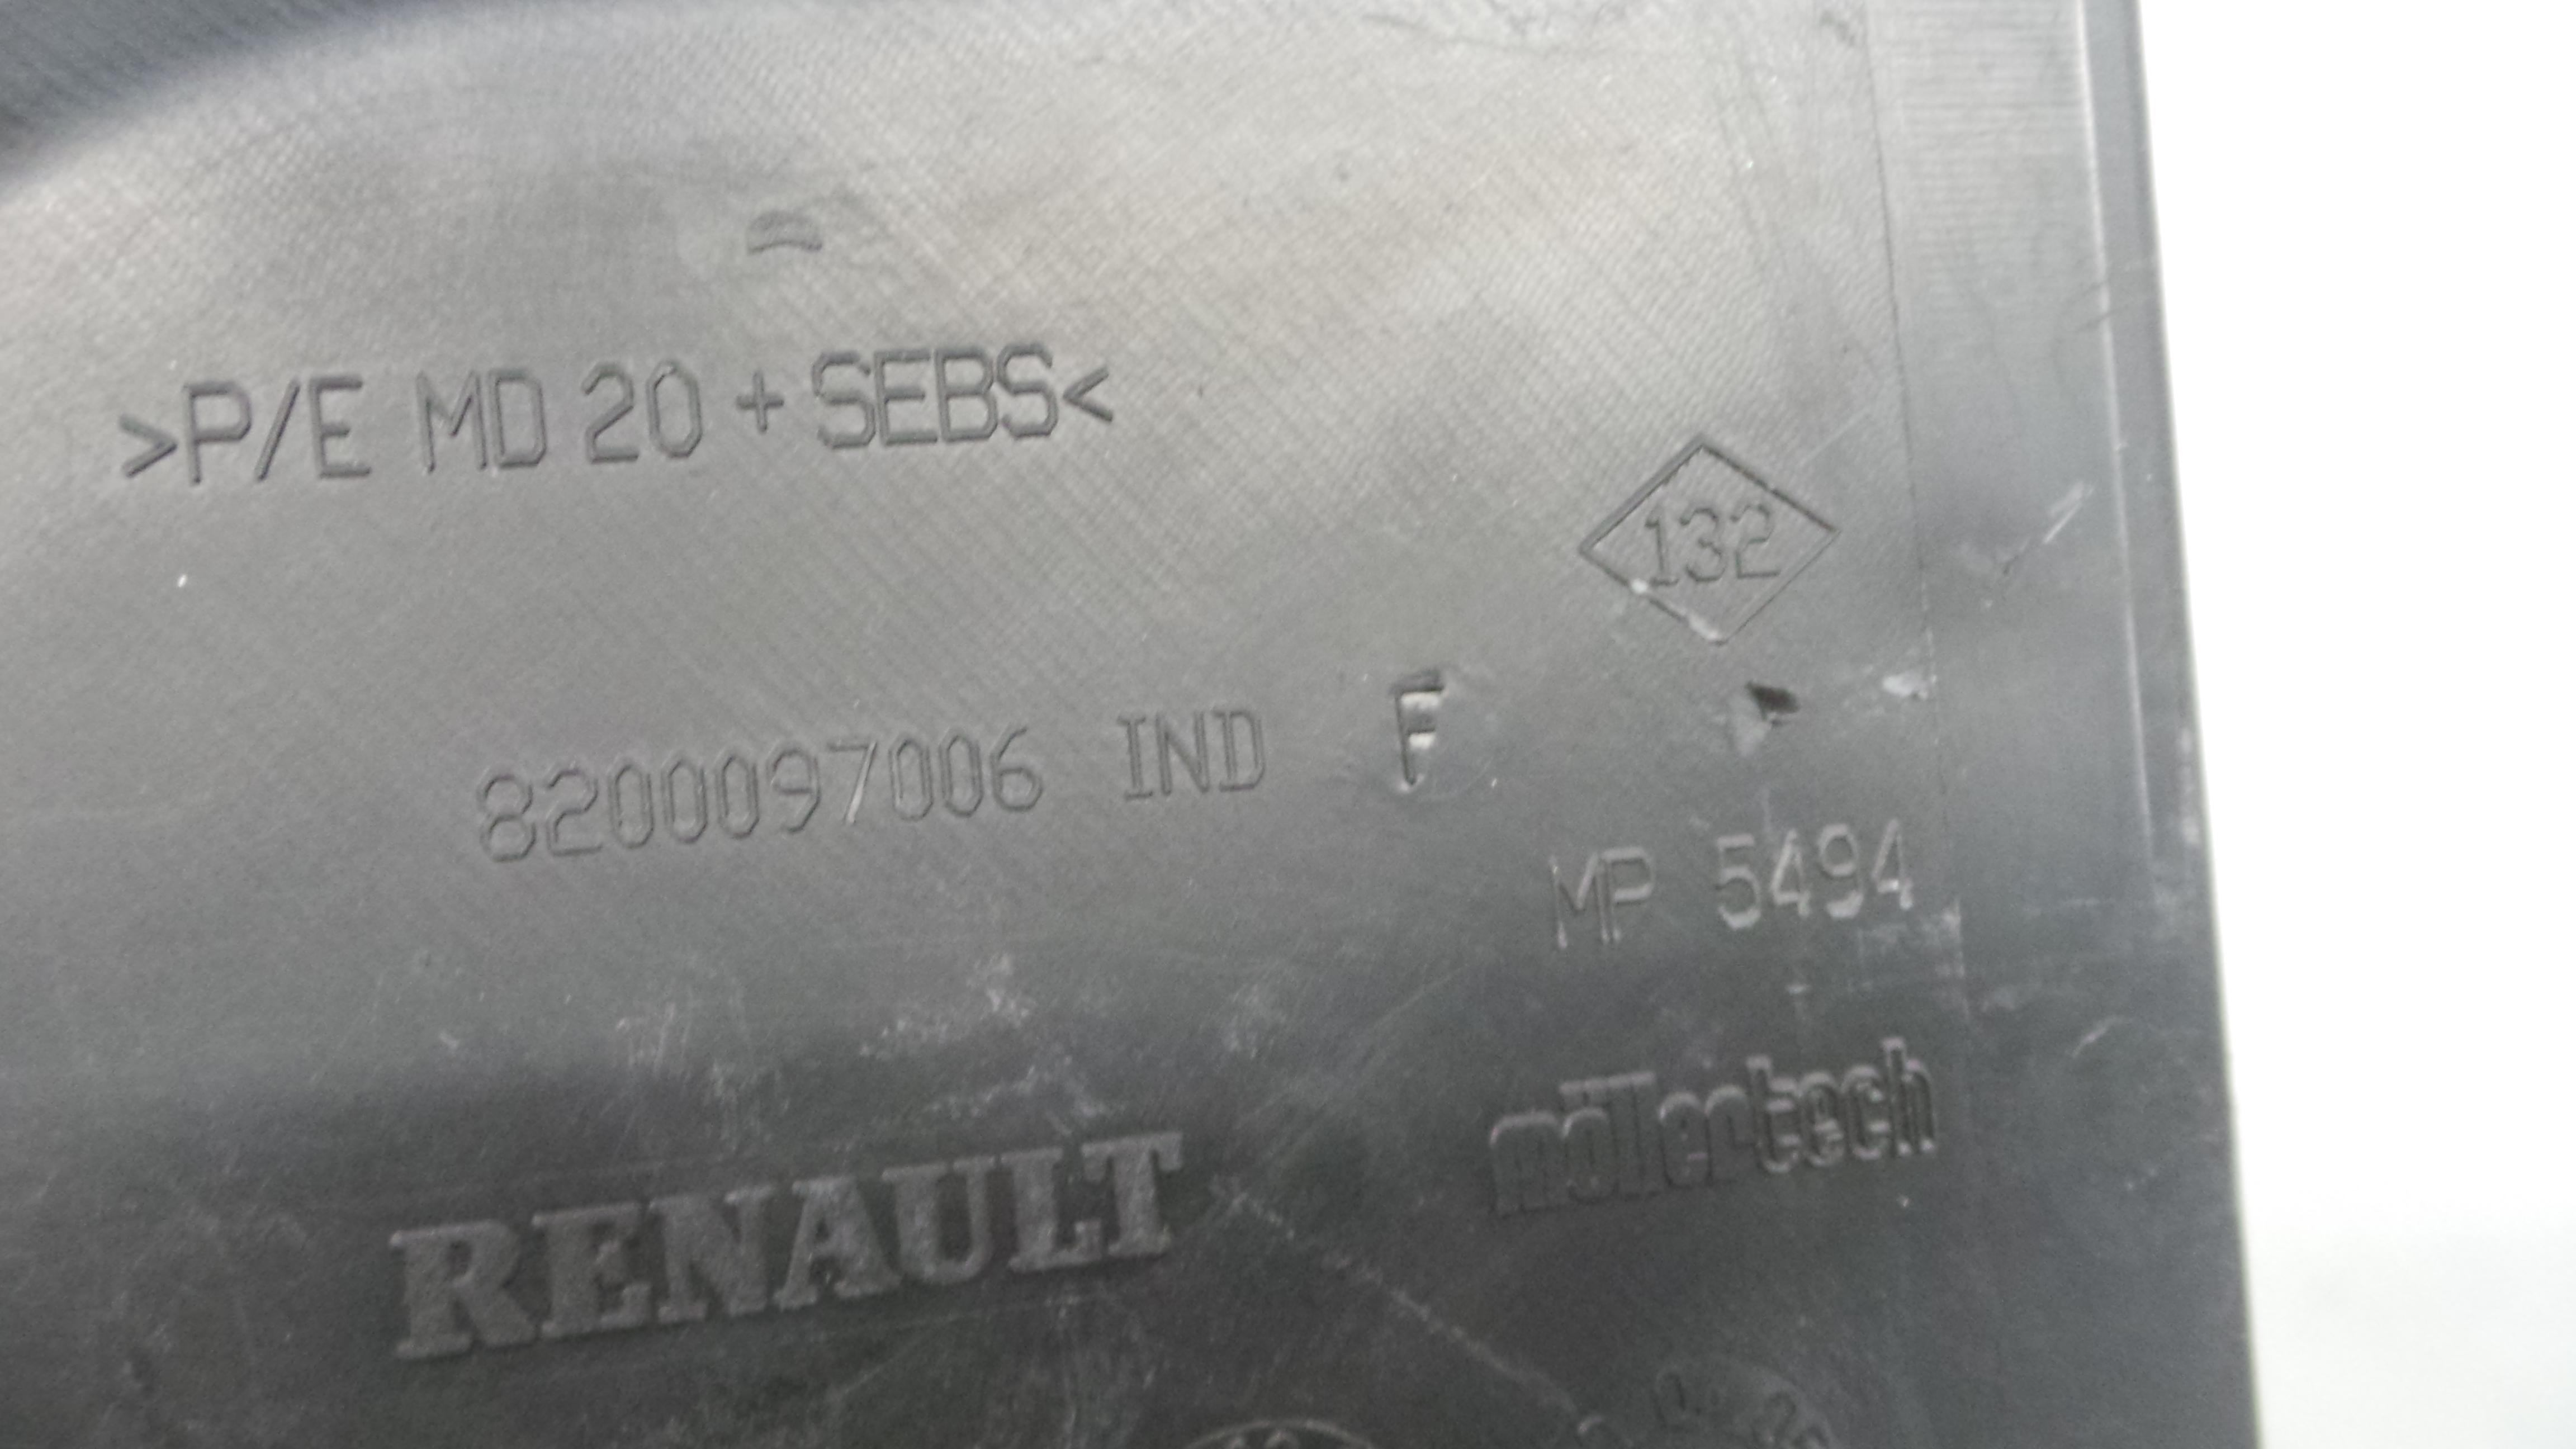 >P/E MD 20 + SEBS<
132
8200097006 IND F
MP 5494
möllertech
RENAULT